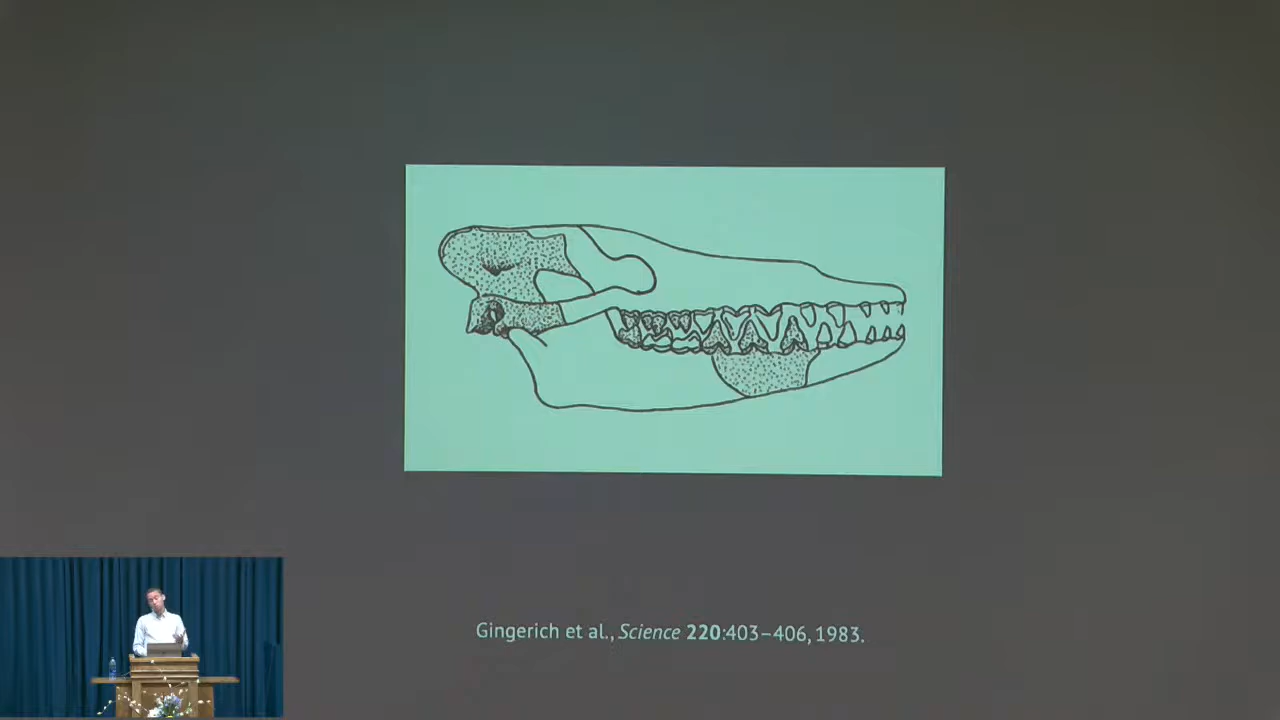 Gingerich et al., Science 220:403–406, 1983.